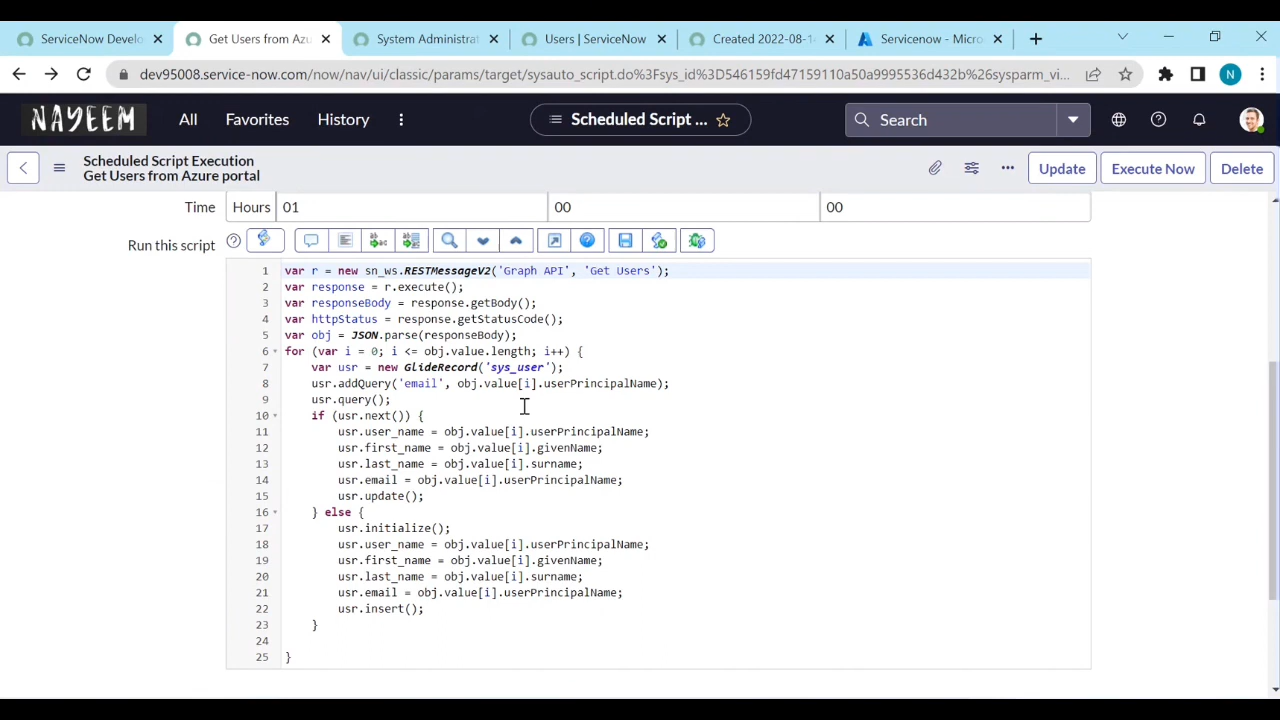 ServiceNow Develo
Get Users from Azu
System Administrat
Users | ServiceNow
Created 2022-08-1
Servicenow - Micro
dev95008.service-now.com/now/nav/ui/classic/params/target/sysauto_script.do%3Fsys_id%3D546159fd47159110a50a9995536d432b%26sysparm_vi...
N
NAYEEM
All
Favorites
History
Scheduled Script ...
Search
Scheduled Script Execution
Get Users from Azure portal
Update
Execute Now
Delete
Time
Hours
01
00
00
Run this script
1 var r = new sn_ws.RESTMessageV2('Graph API', 'Get Users');
2 var response = r.execute();
3 var responseBody = response.getBody();
4 var httpStatus = response.getStatusCode();
5 var obj = JSON.parse(responseBody);
6 for (var i = 0; i <= obj.value.length; i++) {
7 var usr = new GlideRecord('sys_user');
8 usr.addQuery('email', obj.value[i].userPrincipalName);
9 usr.query();
10 if (usr.next()) {
11 usr.user_name = obj.value[i].userPrincipalName;
12 usr.first_name = obj.value[i].givenName;
13 usr.last_name = obj.value[i].surname;
14 usr.email = obj.value[i].userPrincipalName;
15 usr.update();
16 } else {
17 usr.initialize();
18 usr.user_name = obj.value[i].userPrincipalName;
19 usr.first_name = obj.value[i].givenName;
20 usr.last_name = obj.value[i].surname;
21 usr.email = obj.value[i].userPrincipalName;
22 usr.insert();
23 }
24
25 }